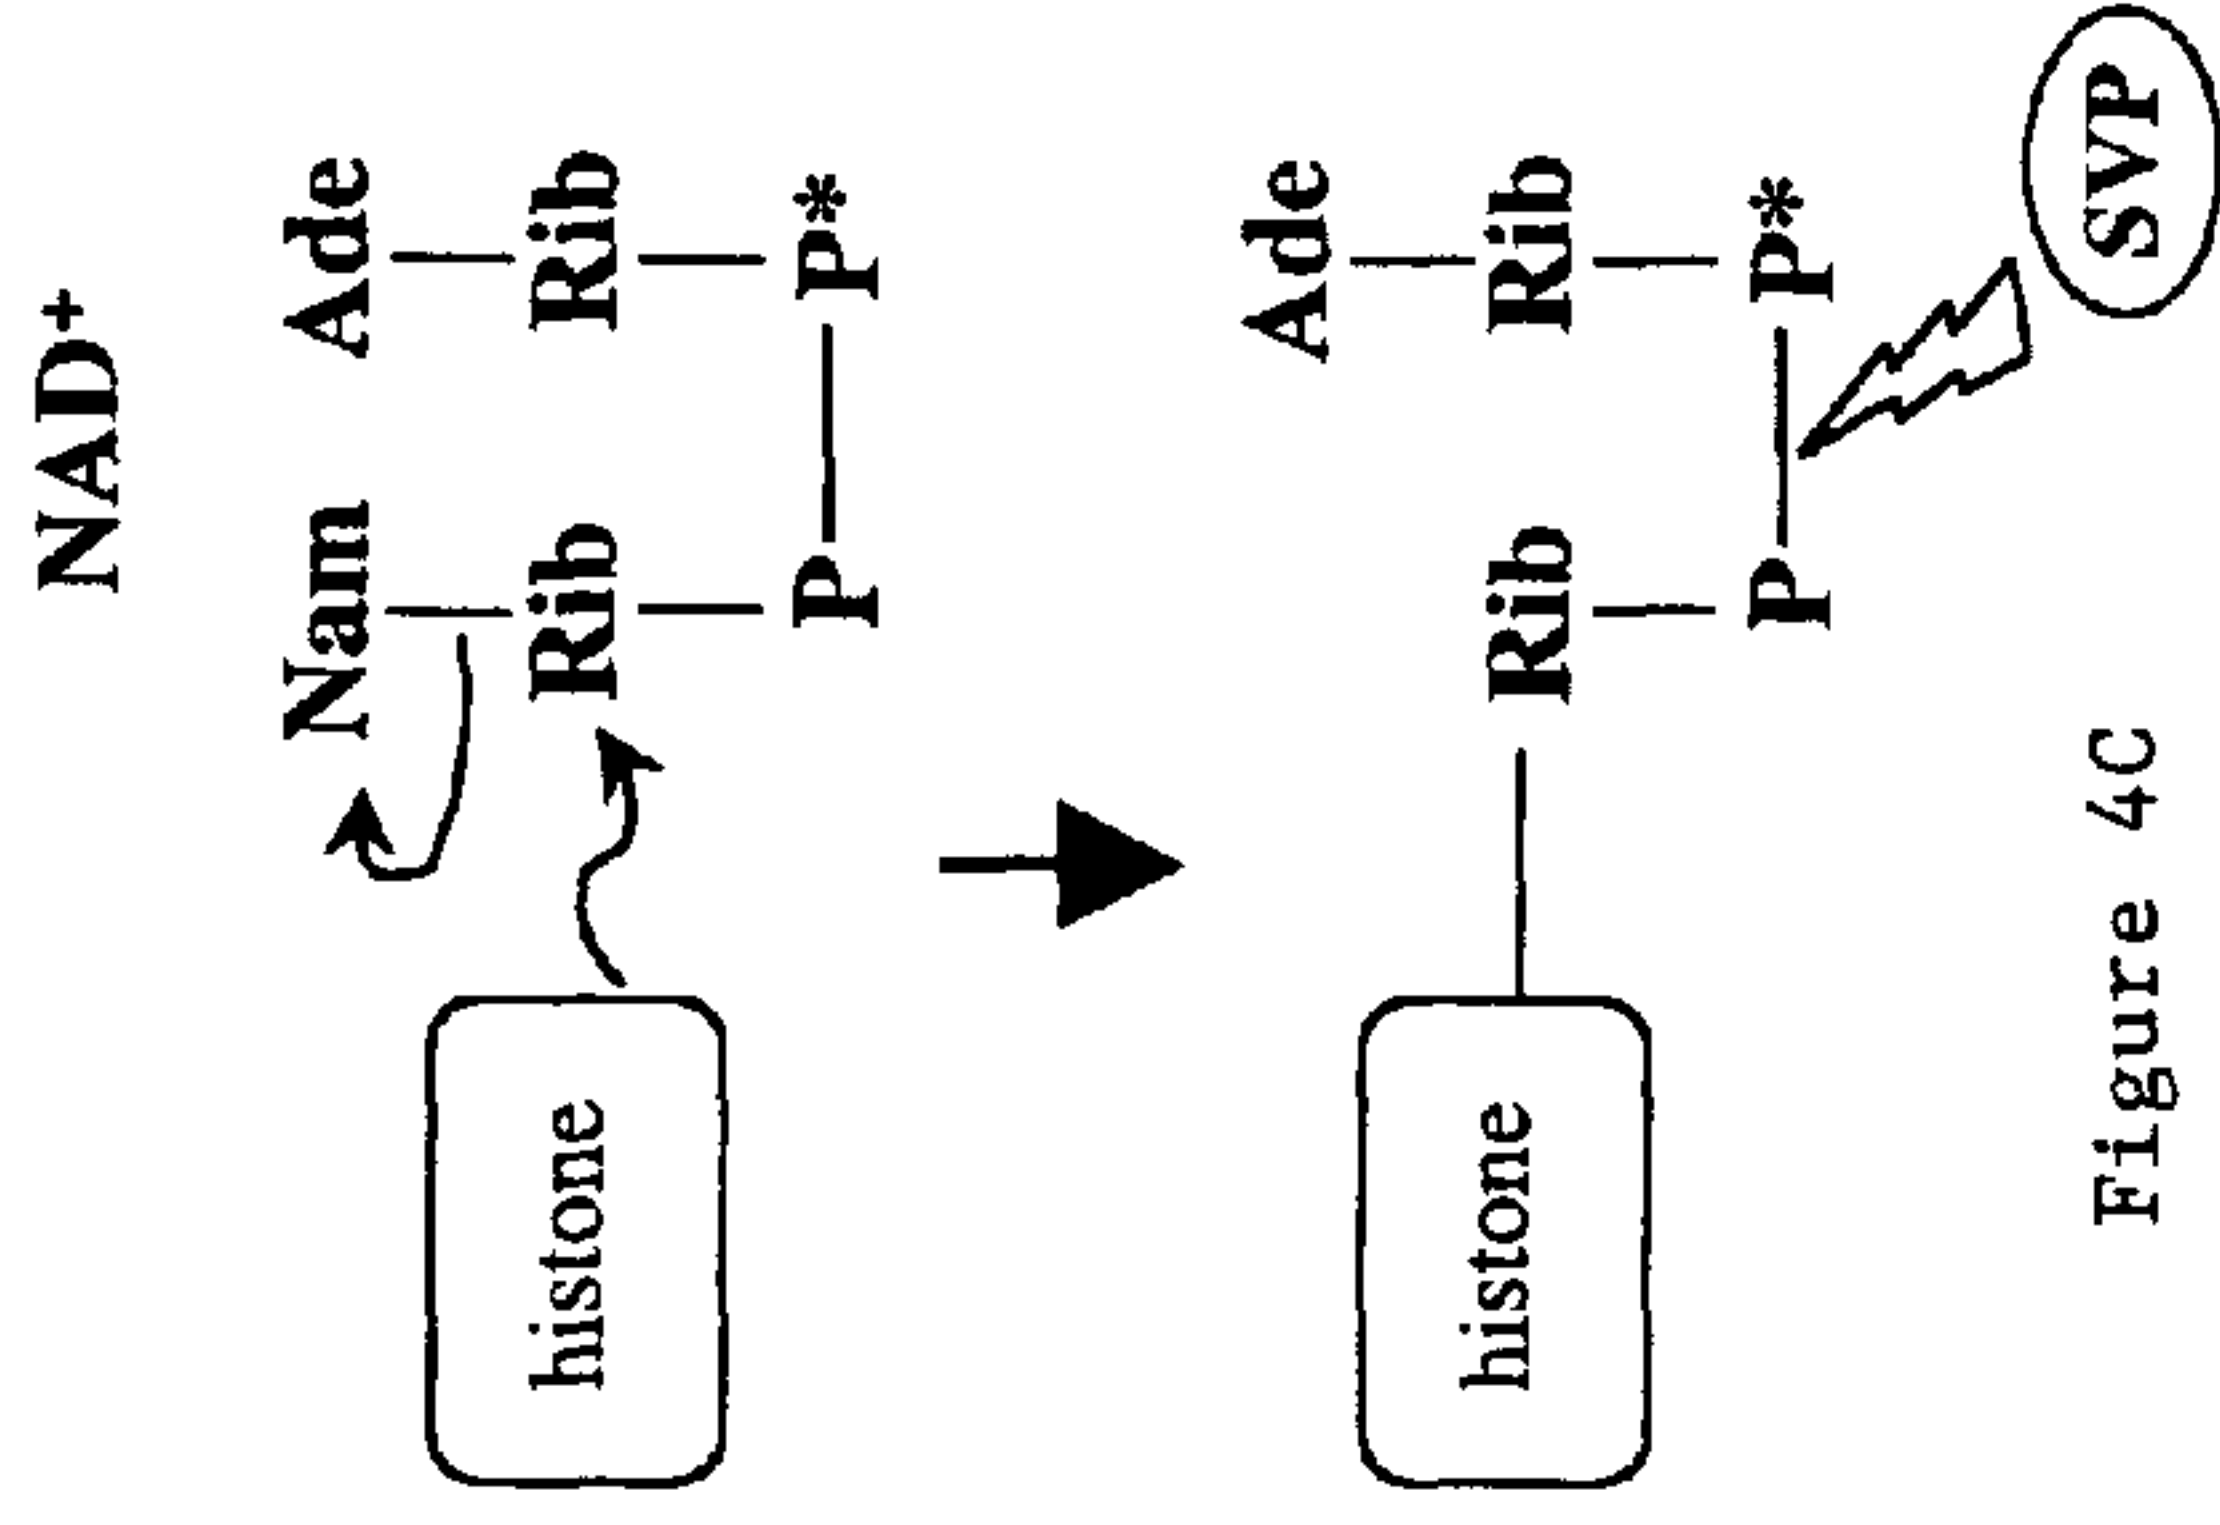 NAD+
Nam Ade
histone Rib Rib
P P*
Ade
histone Rib Rib
P P*
SVP
Figure 4C